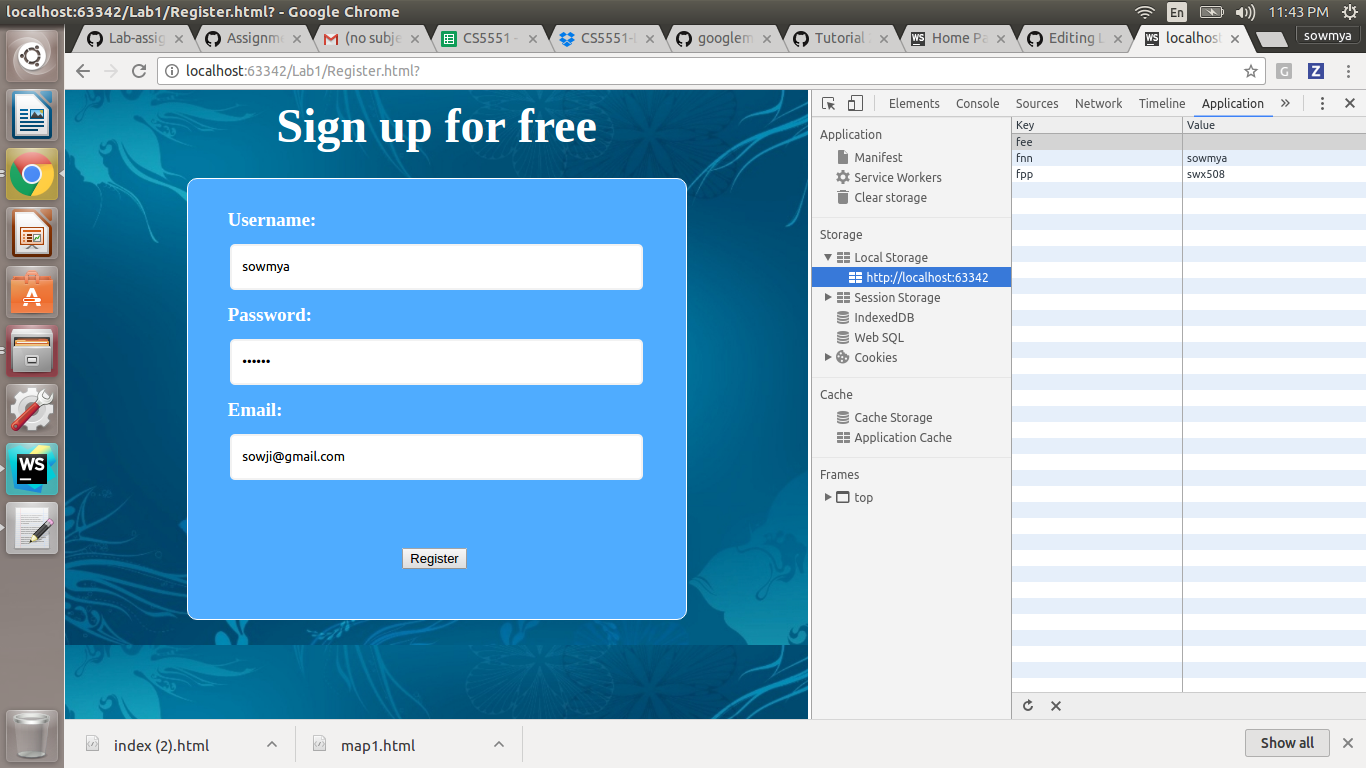 localhost:63342/Lab1/Register.html? - Google Chrome
En
11:43 PM
Lab-assig
Assignme
(no subje
CS5551 -
CS5551-L
googlem
Tutorial
Home Pa
Editing L
localhost
sowmya
localhost:63342/Lab1/Register.html?
Sign up for free
Username:
sowmya
Password:
••••••
Email:
sowji@gmail.com
Register
Elements
Console
Sources
Network
Timeline
Application
»
Application
Manifest
Service Workers
Clear storage
Storage
Local Storage
http://localhost:63342
Session Storage
IndexedDB
Web SQL
Cookies
Cache
Cache Storage
Application Cache
Frames
top
Key Value
fee
fnn sowmya
fpp swx508
WS
index (2).html
map1.html
Show all